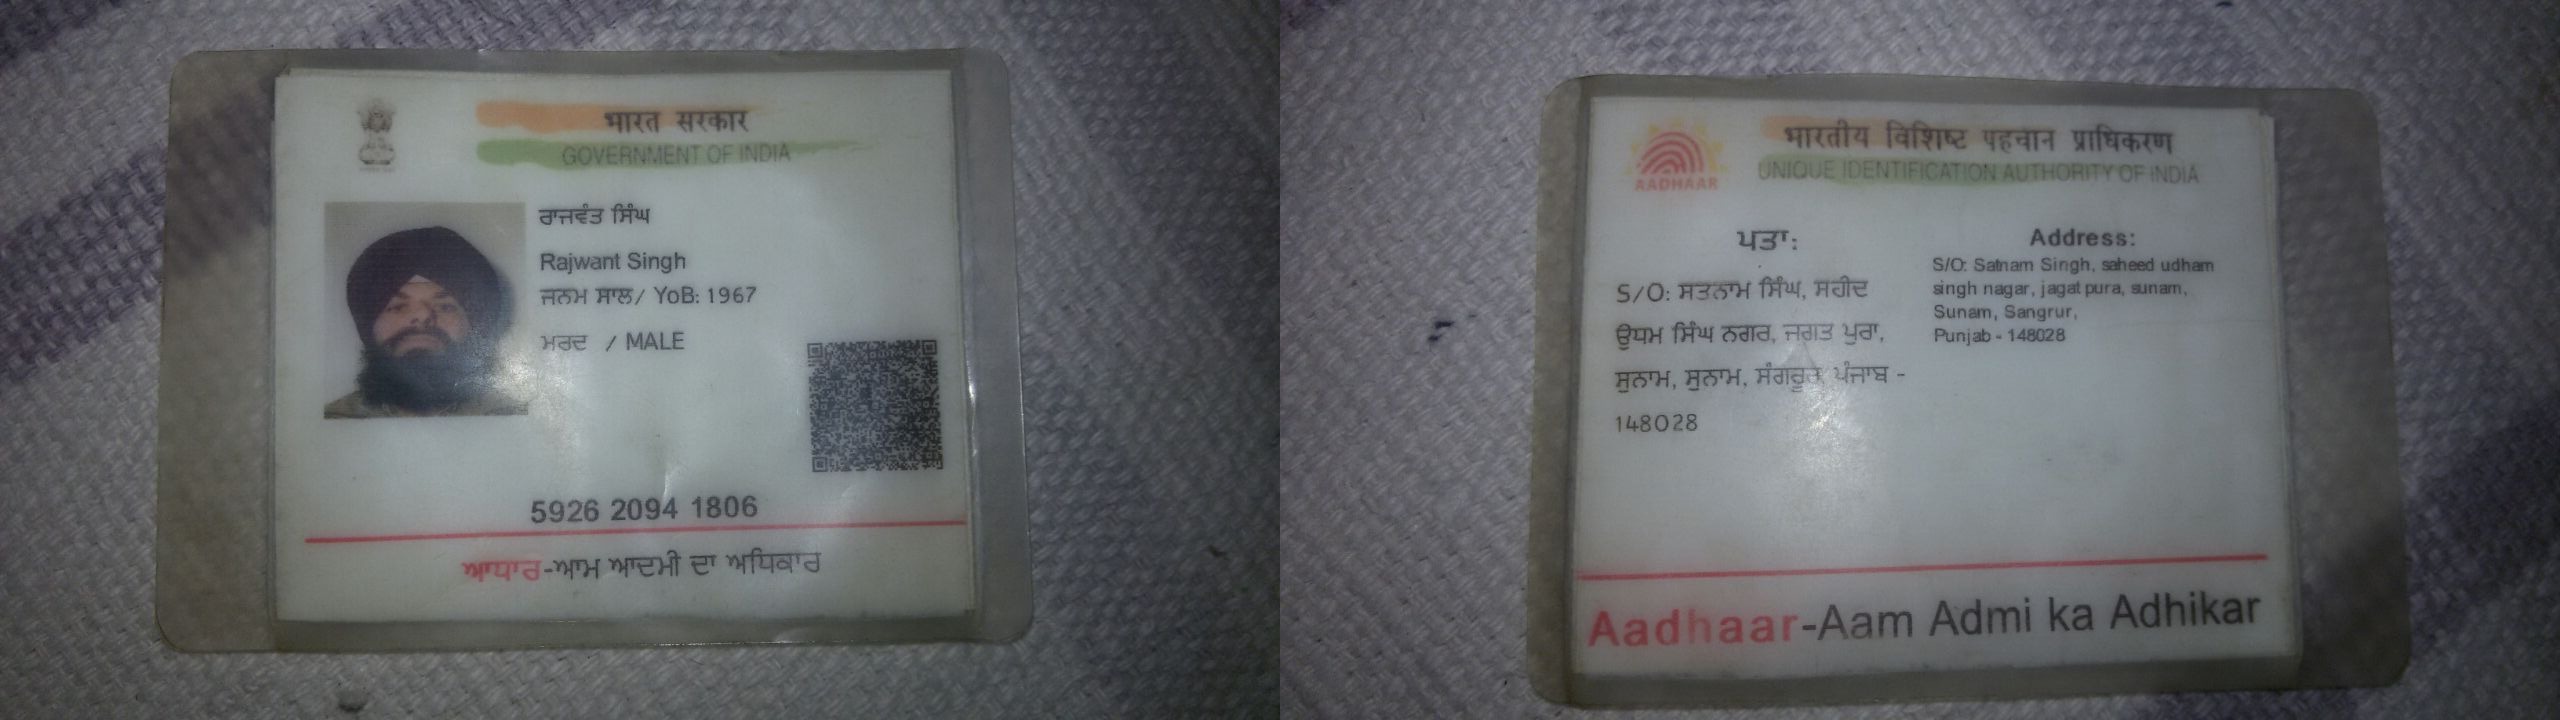 भारत सरकार
GOVERNMENT OF INDIA
ਰਾਜਵੰਤ ਸਿੰਘ
Rajwant Singh
ਜਨਮ ਸਾਲ/ YoB: 1967
ਮਰਦ / MALE
5926 2094 1806
ਆਧਾਰ-ਆਮ ਆਦਮੀ ਦਾ ਅਧਿਕਾਰ
भारतीय विशिष्ट पहचान प्राधिकरण
UNIQUE IDENTIFICATION AUTHORITY OF INDIA
AADHAAR
ਪਤਾ:
S/O: ਸਤਨਾਮ ਸਿੰਘ, ਸਹੀਦ
ਉਧਮ ਸਿੰਘ ਨਗਰ, ਜਗਤ ਪੁਰਾ,
ਸੁਨਾਮ, ਸੁਨਾਮ, ਸੰਗਰੂਰ, ਪੰਜਾਬ -
148028
Address:
S/O: Satnam Singh, saheed udham
singh nagar, jagat pura, sunam,
Sunam, Sangrur,
Punjab - 148028
Aadhaar-Aam Admi ka Adhikar